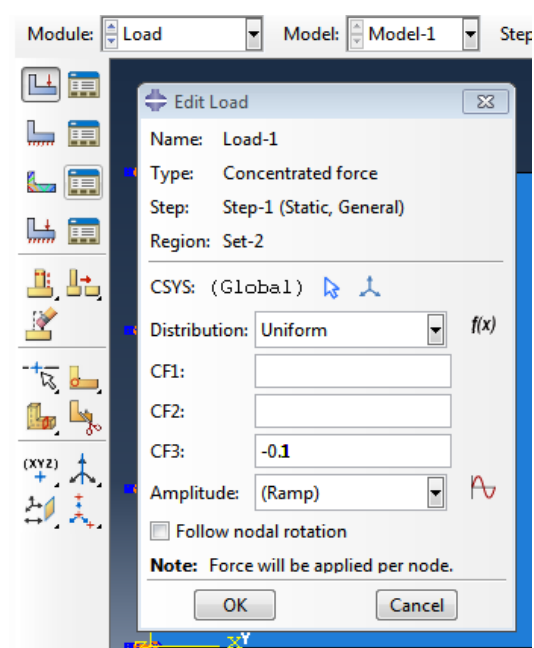 Module: Load Model: Model-1 Step
Edit Load
Name: Load-1
Type: Concentrated force
Step: Step-1 (Static, General)
Region: Set-2
CSYS: (Global)
Distribution: Uniform f(x)
CF1:
CF2:
CF3: -0.1
(XYZ)
Amplitude: (Ramp)
Follow nodal rotation
Note: Force will be applied per node.
OK Cancel
X Y